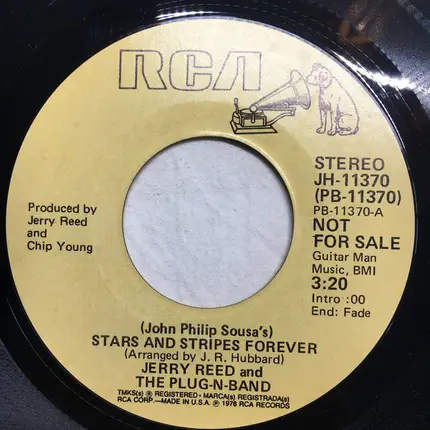 RCA
STEREO
JH-11370
(PB-11370)
PB-11370-A
NOT
FOR SALE
Guitar Man
Music, BMI
3:20
Intro :00
End: Fade
Produced by
Jerry Reed
and
Chip Young
(John Philip Sousa's)
STARS AND STRIPES FOREVER
(Arranged by J. R. Hubbard)
JERRY REED and
THE PLUG-N-BAND
TMK(S) ® REGISTERED • MARCA(S) REGISTRADA(S)
RCA CORP.—MADE IN U.S.A. ℗ 1978 RCA RECORDS